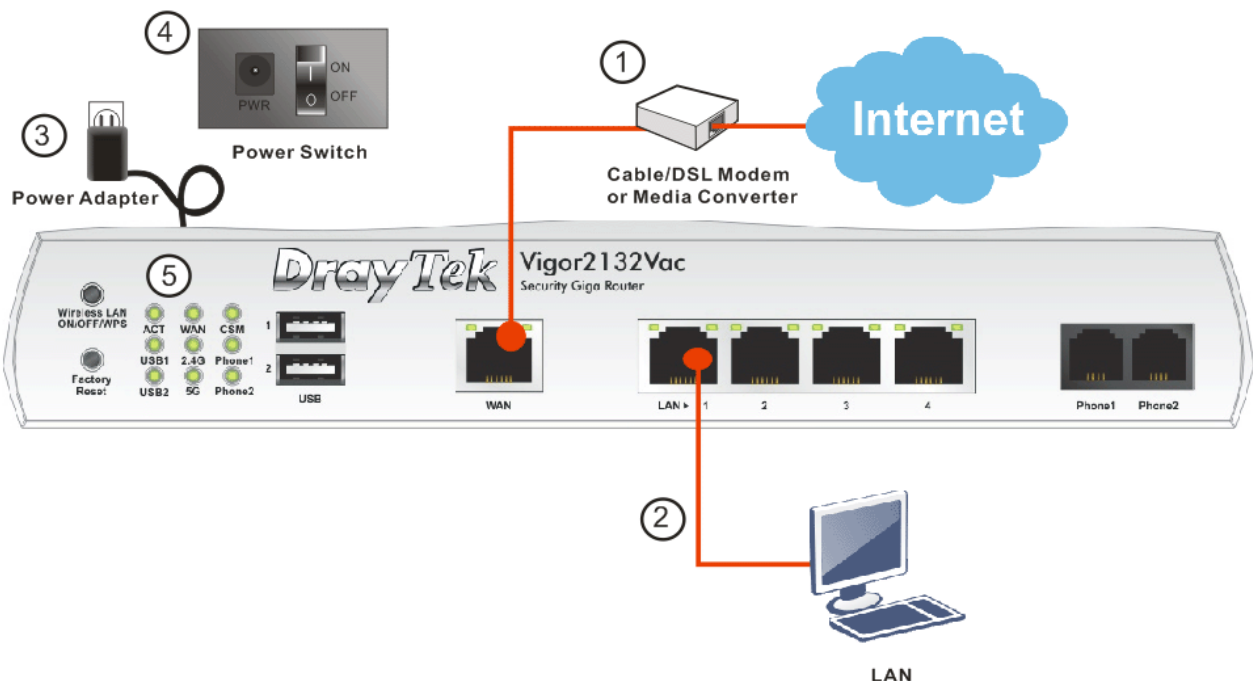 4
ON
PWR
OFF
Power Switch
3
Power Adapter
1
Internet
Cable/DSL Modem
or Media Converter
DrayTek
Vigor2132Vac
Security Giga Router
5
Wireless LAN
ON/OFF/WPS
Factory
Reset
ACT WAN CSM
USB1 2.4G Phone1
USB2 5G Phone2
1
2
USB
WAN
LAN ▸ 1 2 3 4
Phone1 Phone2
2
LAN